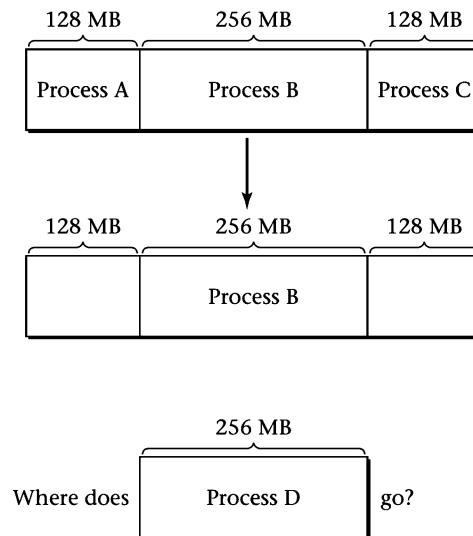 128 MB 256 MB 128 MB
Process A Process B Process C
128 MB 256 MB 128 MB
Process B
256 MB
Where does Process D go?